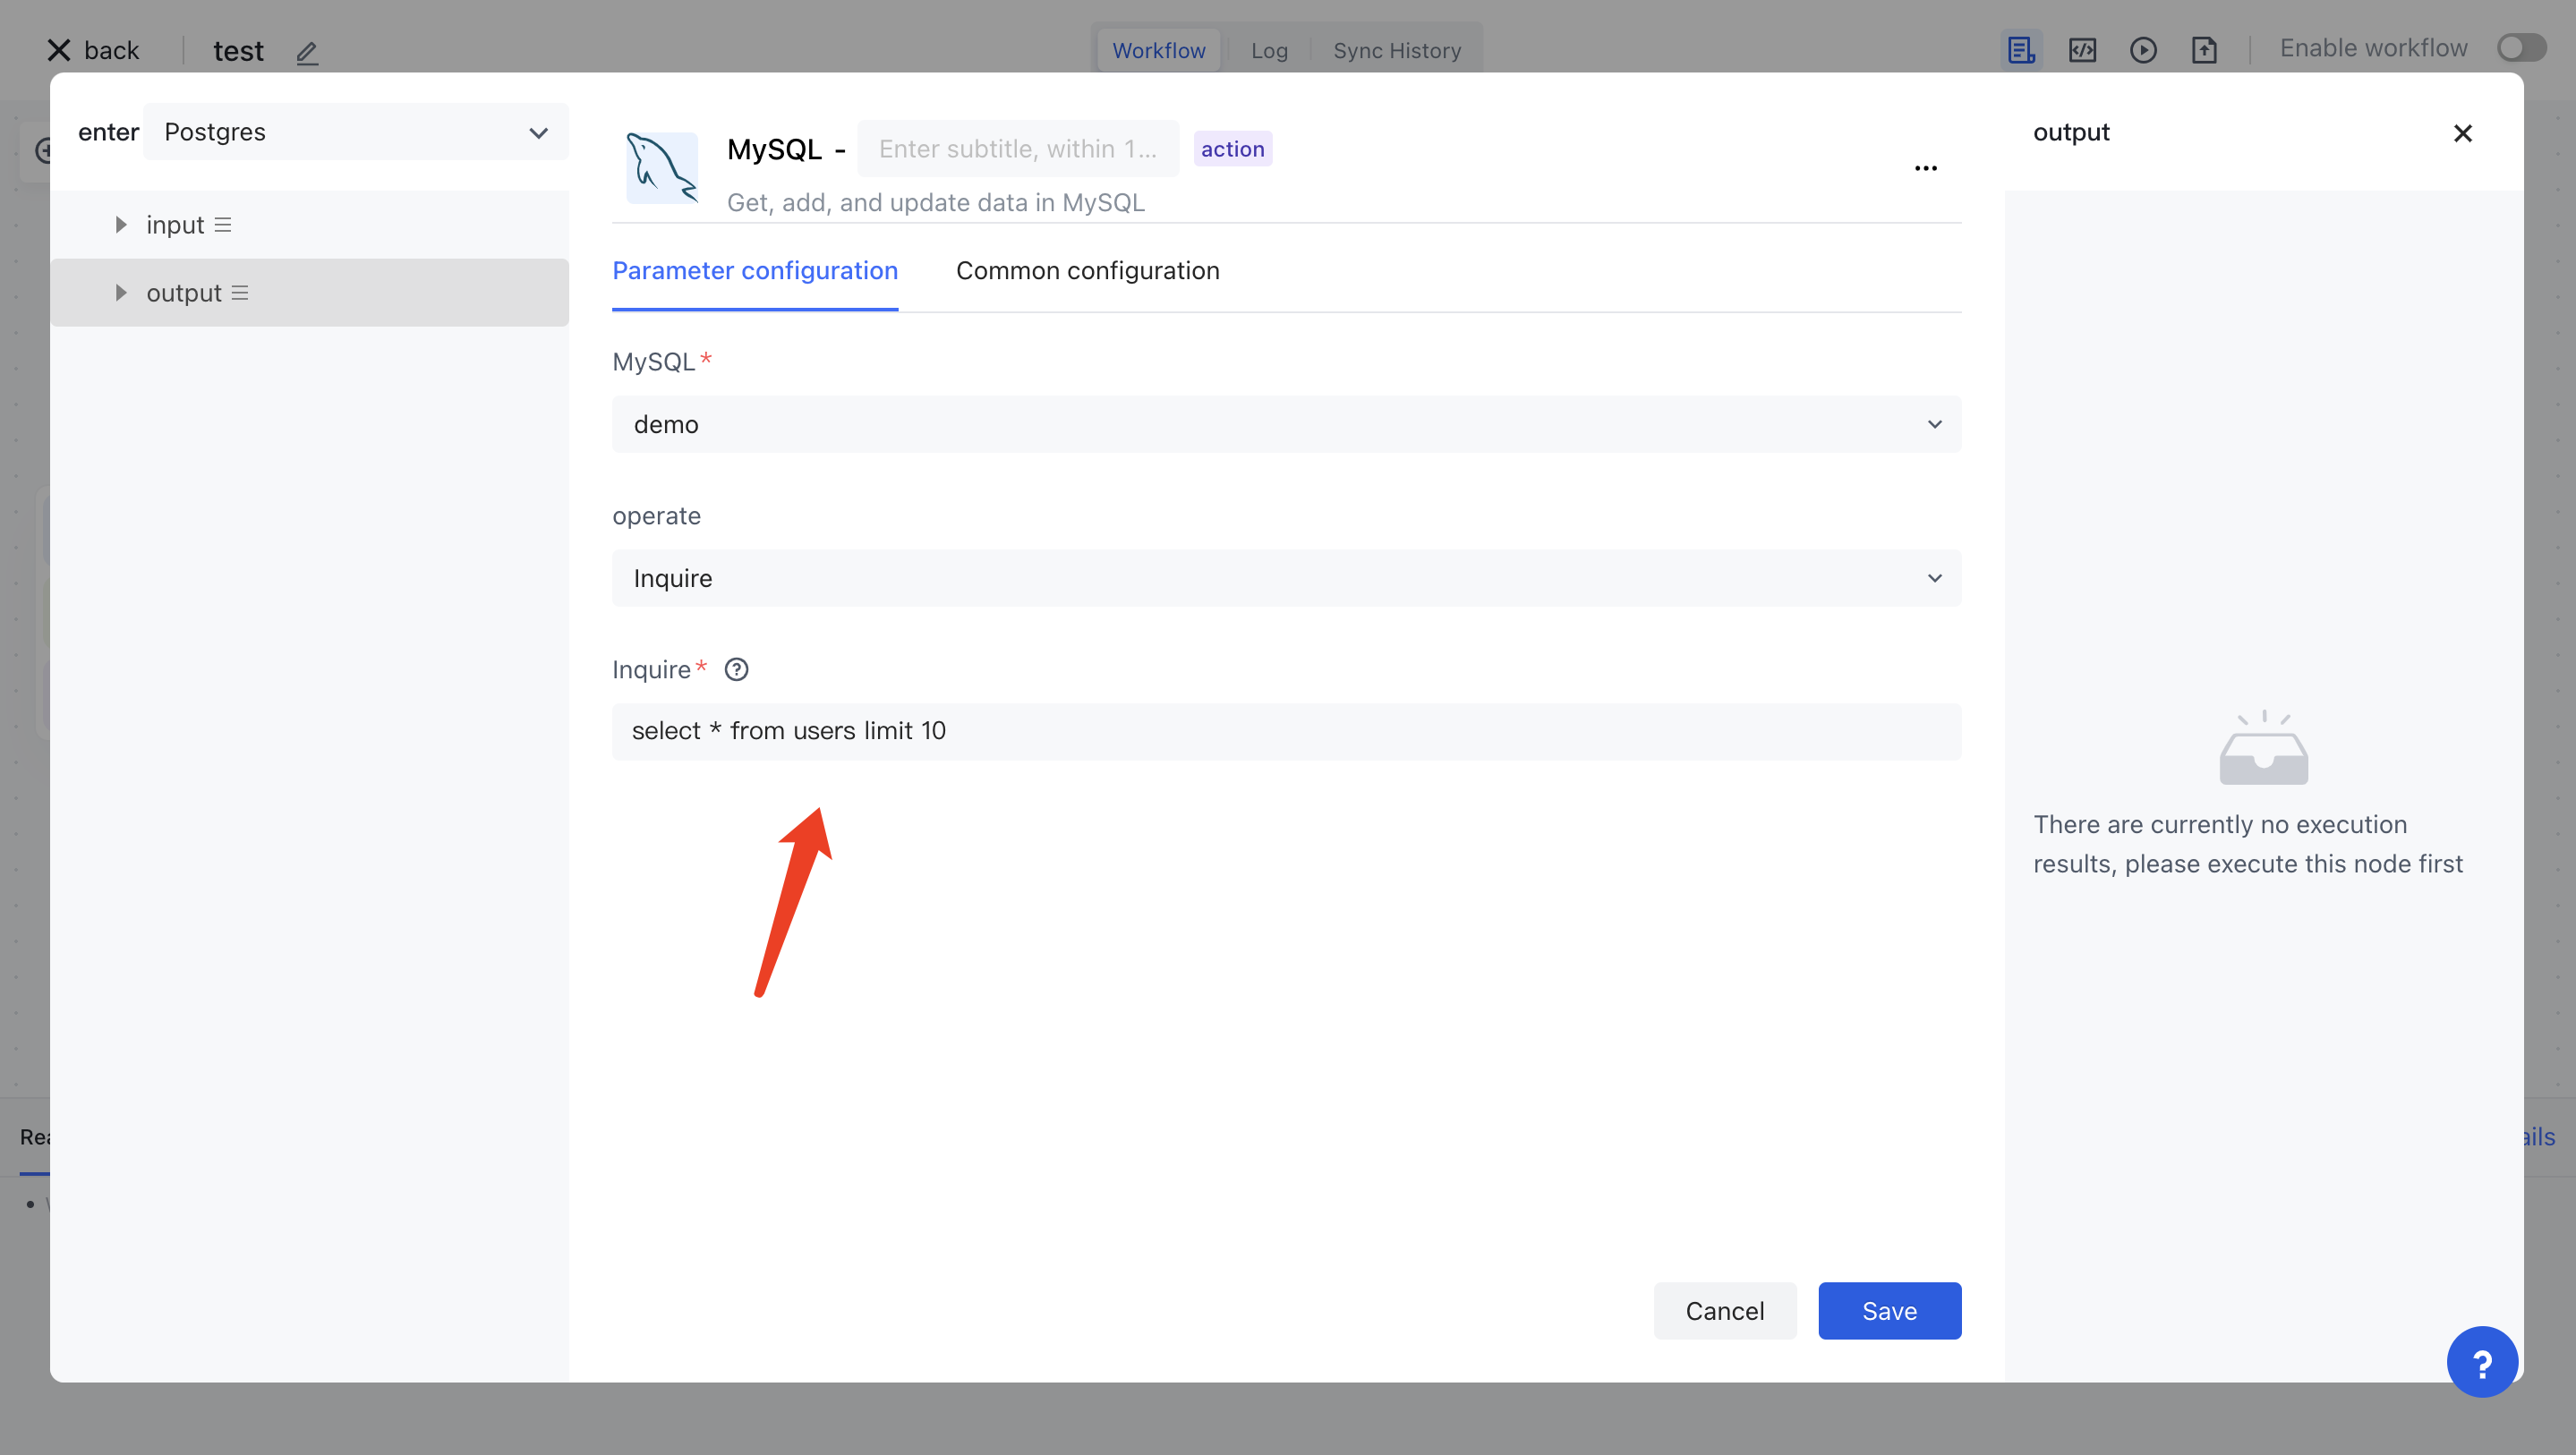 back
test
Workflow
Log
Sync History
Enable workflow
enter
Postgres
input
output
MySQL -
Enter subtitle, within 1...
action
Get, add, and update data in MySQL
Parameter configuration
Common configuration
MySQL*
demo
operate
Inquire
Inquire*
select * from users limit 10
Cancel
Save
output
There are currently no execution
results, please execute this node first